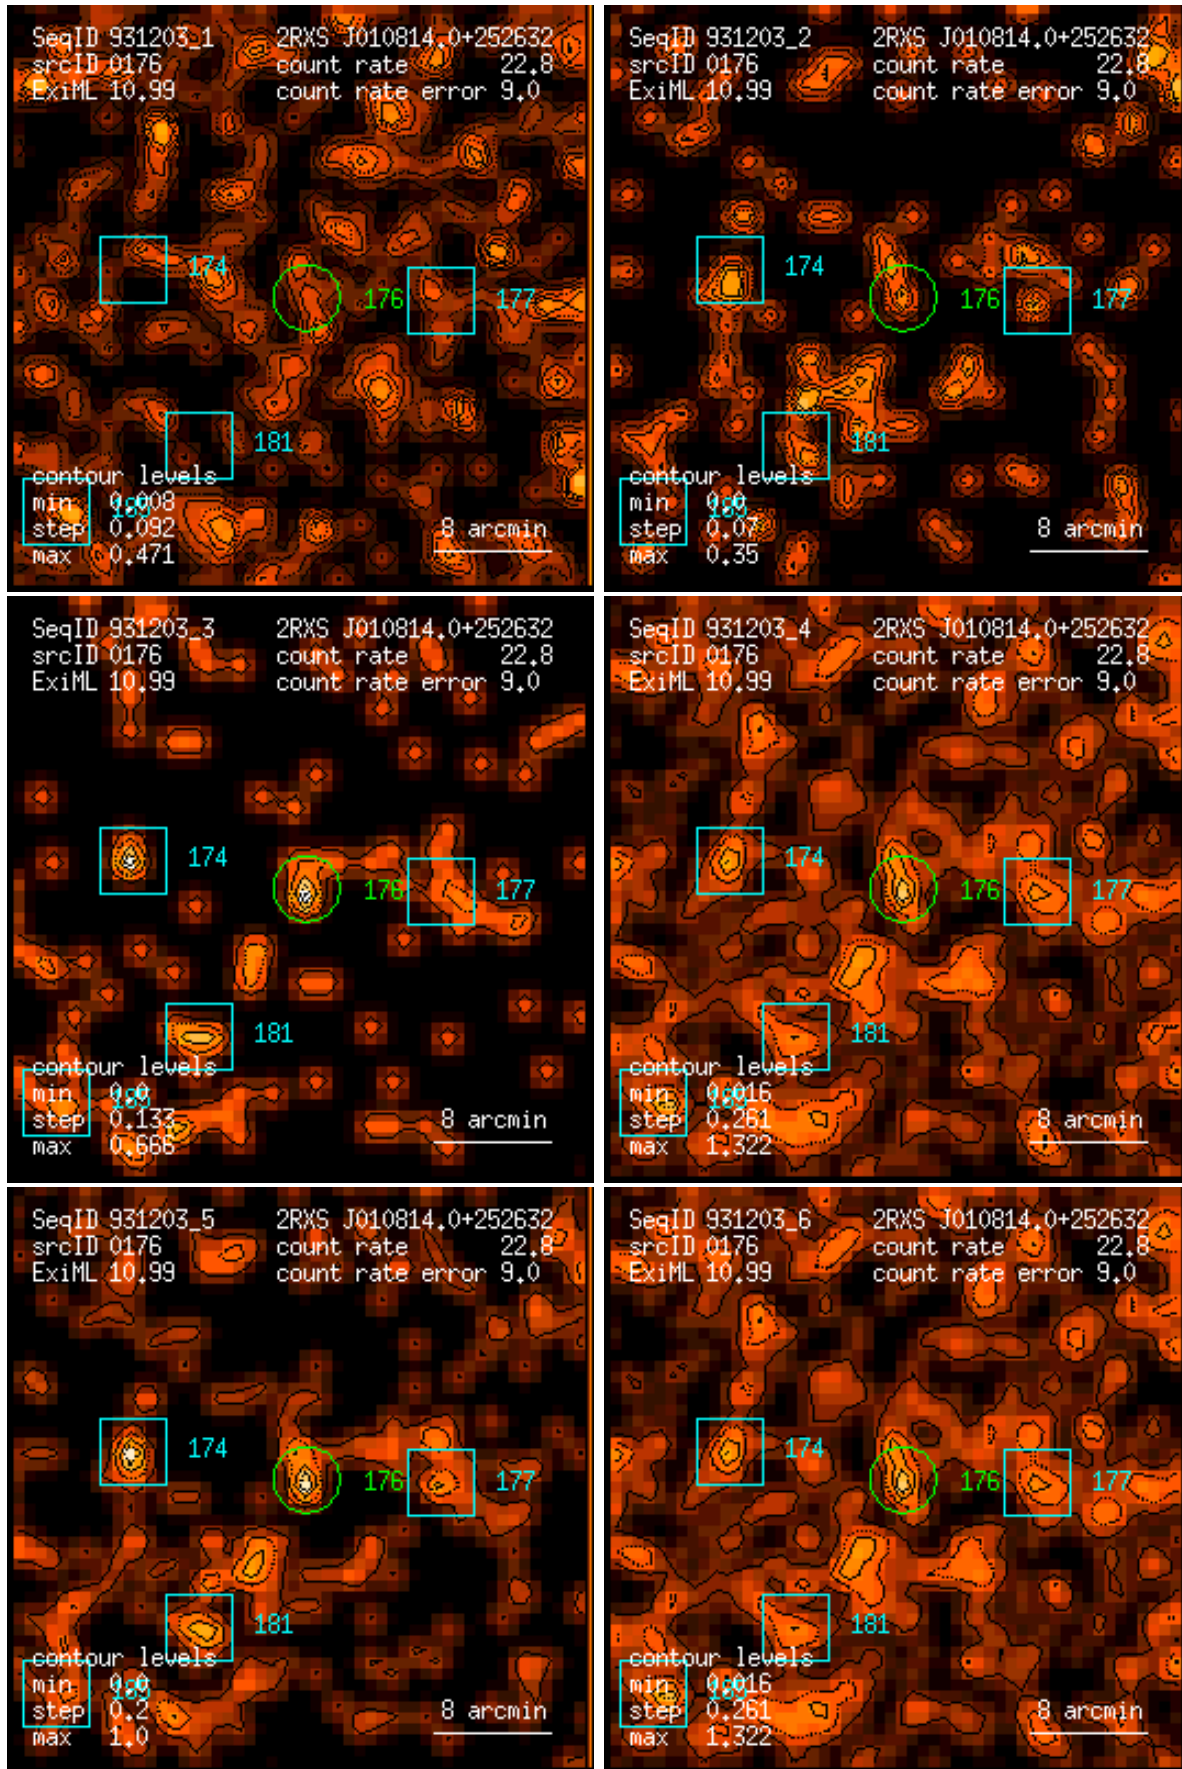 SeqID 931203_1 2RXS J010814.0+252632
srcID 0176 count rate 22.8
ExiML 10.99 count rate error 9.0
174
176 177
181
contour levels
min 0.008
step 0.092
max 0.471
8 arcmin
SeqID 931203_2 2RXS J010814.0+252632
srcID 0176 count rate 22.8
ExiML 10.99 count rate error 9.0
174
176 177
181
contour levels
min 0.0
step 0.07
max 0.35
8 arcmin
SeqID 931203_3 2RXS J010814.0+252632
srcID 0176 count rate 22.8
ExiML 10.99 count rate error 9.0
174
176 177
181
contour levels
min 0.0
step 0.133
max 0.666
8 arcmin
SeqID 931203_4 2RXS J010814.0+252632
srcID 0176 count rate 22.8
ExiML 10.99 count rate error 9.0
174
176 177
181
contour levels
min 0.016
step 0.261
max 1.322
8 arcmin
SeqID 931203_5 2RXS J010814.0+252632
srcID 0176 count rate 22.8
ExiML 10.99 count rate error 9.0
174
176 177
181
contour levels
min 0.0
step 0.2
max 1.0
8 arcmin
SeqID 931203_6 2RXS J010814.0+252632
srcID 0176 count rate 22.8
ExiML 10.99 count rate error 9.0
174
176 177
181
contour levels
min 0.016
step 0.261
max 1.322
8 arcmin